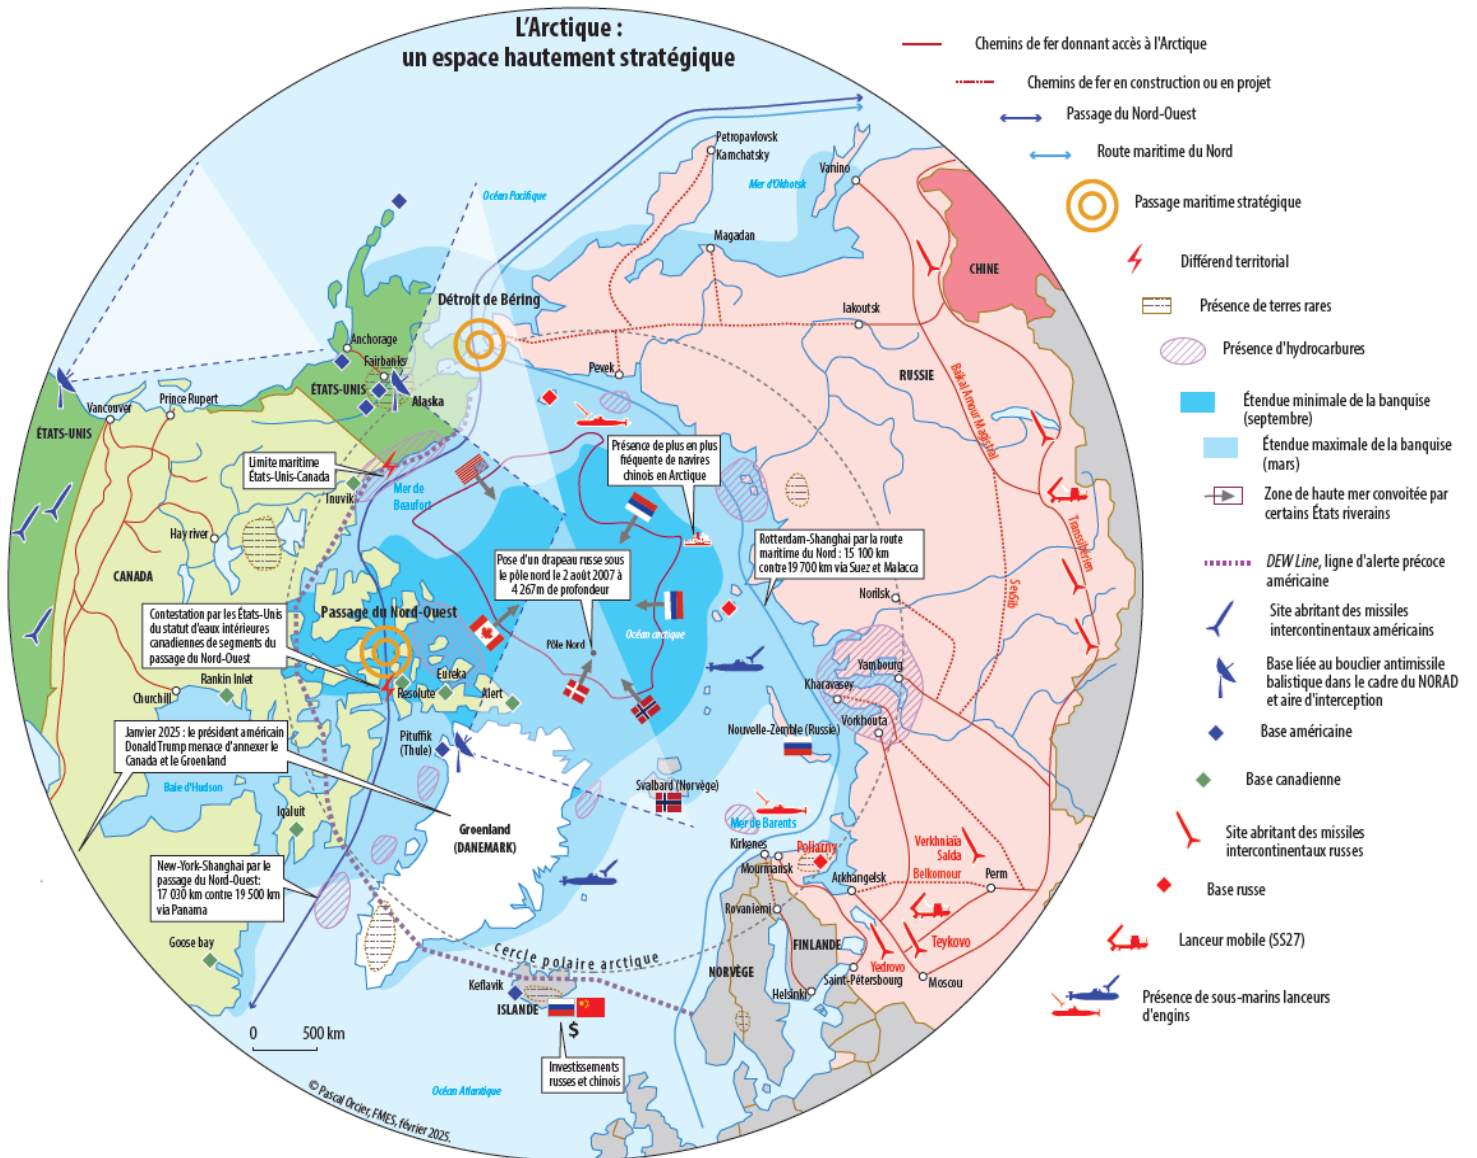 L'Arctique :
un espace hautement stratégique
Chemins de fer donnant accès à l'Arctique
Chemins de fer en construction ou en projet
Passage du Nord-Ouest
Route maritime du Nord
Passage maritime stratégique
Différend territorial
Présence de terres rares
Présence d'hydrocarbures
Étendue minimale de la banquise
(septembre)
Étendue maximale de la banquise
(mars)
Zone de haute mer convoitée par
certains États riverains
DEW Line, ligne d'alerte précoce
américaine
Site abritant des missiles
intercontinentaux américains
Base liée au bouclier antimissile
balistique dans le cadre du NORAD
et aire d'interception
Base américaine
Base canadienne
Site abritant des missiles
intercontinentaux russes
Base russe
Lanceur mobile (SS27)
Présence de sous-marins lanceurs
d'engins
Petropavlovsk
Kamchatsky
Vanino
Mer d'Okhotsk
Océan Pacifique
Magadan
CHINE
Détroit de Béring
Iakoutsk
Anchorage
Fairbanks
Pevek
RUSSIE
ÉTATS-UNIS
Alaska
Baïkal Amour Magistral
Prince Rupert
Vancouver
ÉTATS-UNIS
Limite maritime
États-Unis-Canada
Présence de plus en plus
fréquente de navires
chinois en Arctique
Inuvik
Mer de
Beaufort
Transsibérien
Hay river
Rotterdam-Shanghai par la route
maritime du Nord : 15 100 km
contre 19 700 km via Suez et Malacca
Pose d'un drapeau russe sous
le pôle nord le 2 août 2007 à
4 267m de profondeur
CANADA
Norilsk
SevSib
Contestation par les États-Unis
du statut d'eaux intérieures
canadiennes de segments du
passage du Nord-Ouest
Passage du Nord-Ouest
Océan arctique
Pôle Nord
Yambourg
Rankin Inlet
Eureka
Kharavasey
Churchill
Resolute
Alert
Vorkhouta
Janvier 2025 : le président américain
Donald Trump menace d'annexer le
Canada et le Groenland
Pituffik
(Thule)
Nouvelle-Zemble (Russie)
Baie d'Hudson
Svalbard (Norvège)
Igaluit
Mer de Barents
Groenland
(DANEMARK)
Kirkenes
Poliarny
Verkhniaïa
Salda
Mourmansk
Belkomour
New-York-Shanghai par le
passage du Nord-Ouest:
17 030 km contre 19 500 km
via Panama
Arkhangelsk
Perm
Rovaniemi
Goose bay
cercle polaire arctique
FINLANDE
Teykovo
NORVÈGE
Yedrovo
Keflavik
Saint-Pétersbourg
Moscou
Helsinki
ISLANDE
$
0 500 km
Investissements
russes et chinois
Océan Atlantique
© Pascal Orcier, FMES, février 2025.